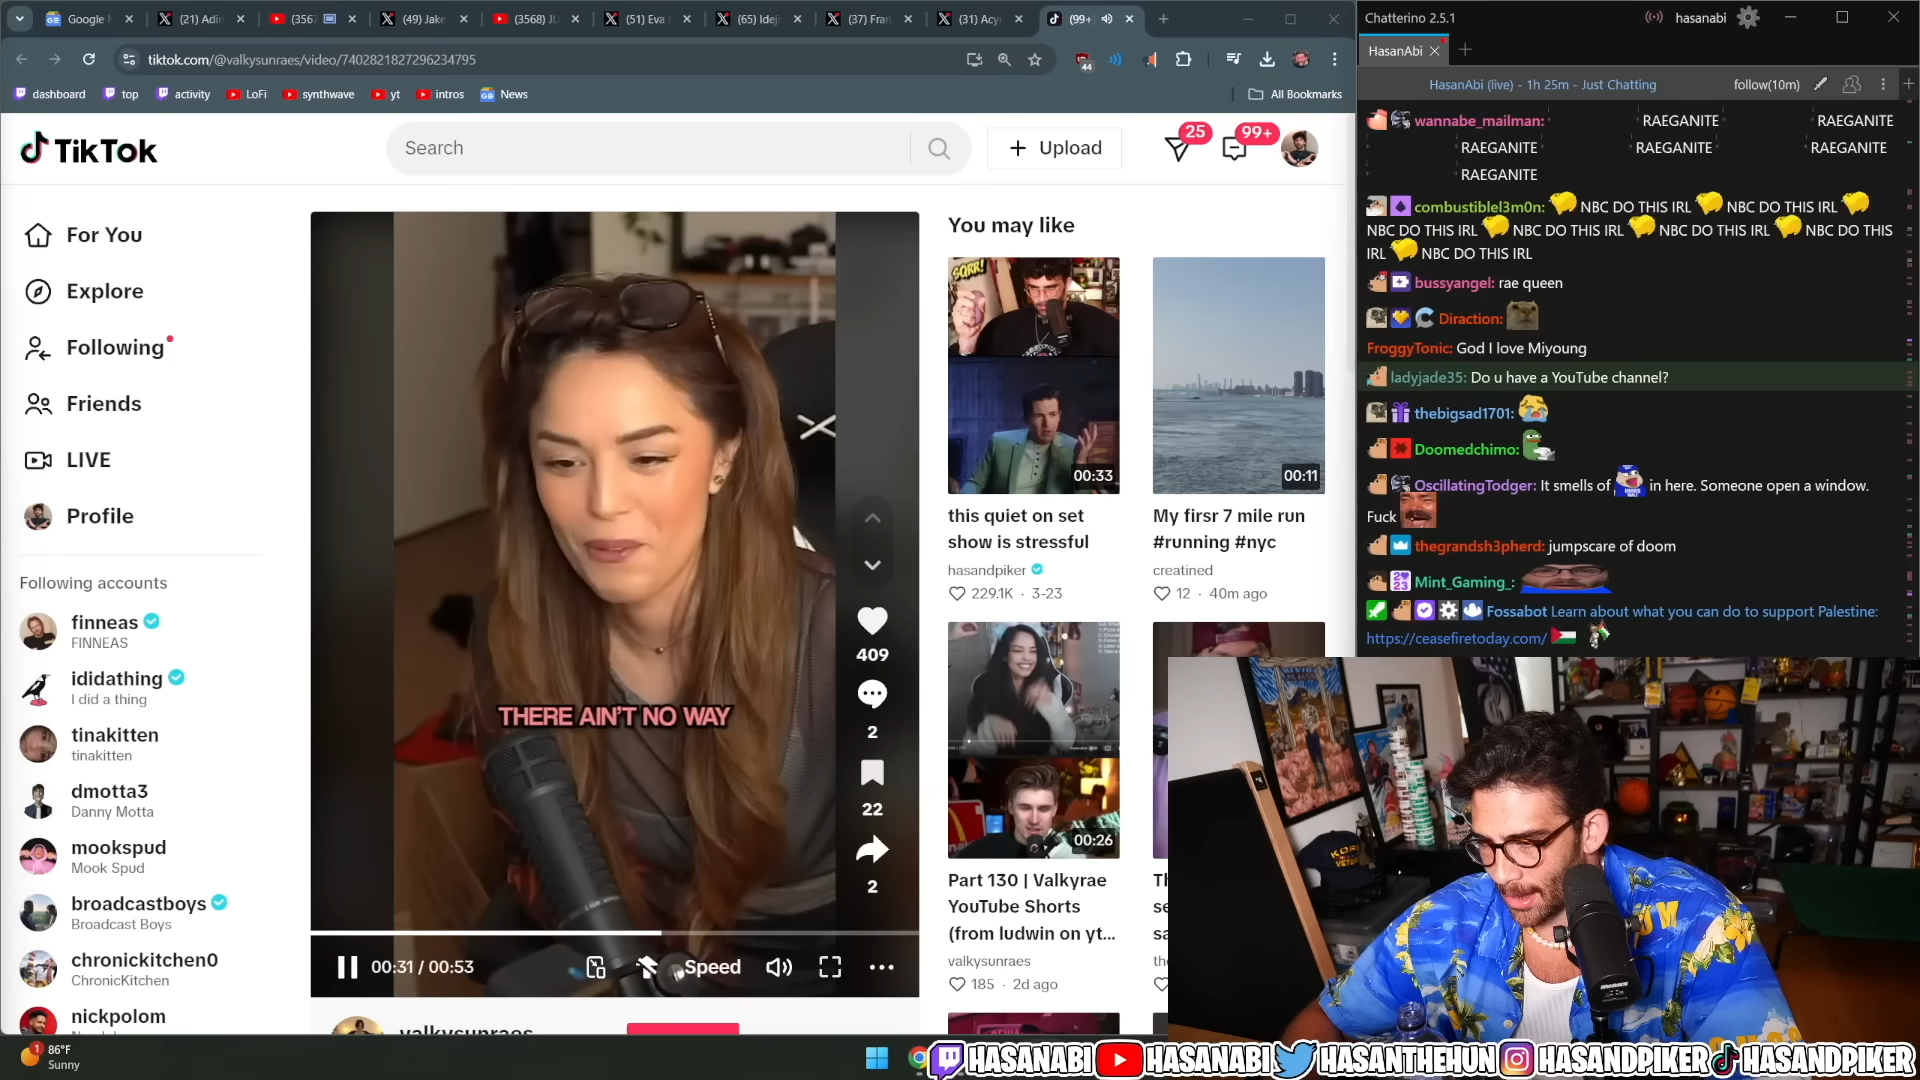 Google N
(21) Adin
(3567
(49) Jake
(3568) JU
(51) Eva
(65) Idej
(37) Fran
(31) Acy
(99+
tiktok.com/@valkysunraes/video/7402821827296234795
44
dashboard
top
activity
LoFi
synthwave
yt
intros
News
All Bookmarks
TikTok
Search
Upload
25
99+
For You
Explore
Following
Friends
LIVE
Profile
Following accounts
finneas
FINNEAS
ididathing
I did a thing
tinakitten
tinakitten
dmotta3
Danny Motta
mookspud
Mook Spud
broadcastboys
Broadcast Boys
chronickitchen0
ChronicKitchen
nickpolom
THERE AIN'T NO WAY
409
2
22
2
00:31 / 00:53
Speed
valkysunraes
You may like
SQRR!
00:33
this quiet on set
show is stressful
hasandpiker
229.1K · 3-23
00:11
My firsr 7 mile run
#running #nyc
creatined
12 · 40m ago
00:26
Part 130 | Valkyrae
YouTube Shorts
(from ludwin on yt...
valkysunraes
185 · 2d ago
Chatterino 2.5.1
hasanabi
HasanAbi
HasanAbi (live) - 1h 25m - Just Chatting
follow(10m)
wannabe_mailman: RAEGANITE RAEGANITE
RAEGANITE RAEGANITE RAEGANITE
RAEGANITE
combustiblel3m0n: NBC DO THIS IRL NBC DO THIS IRL
NBC DO THIS IRL NBC DO THIS IRL NBC DO THIS IRL NBC DO THIS
IRL NBC DO THIS IRL
bussyangel: rae queen
Diraction:
FroggyTonic: God I love Miyoung
ladyjade35: Do u have a YouTube channel?
thebigsad1701:
Doomedchimo:
OscillatingTodger: It smells of in here. Someone open a window.
Fuck
thegrandsh3pherd: jumpscare of doom
Mint_Gaming_:
Fossabot Learn about what you can do to support Palestine:
https://ceasefiretoday.com/
KOREA
VETERAN
1
86°F
Sunny
HASANABI HASANABI HASANTHEHUN HASANDPIKER HASANDPIKER